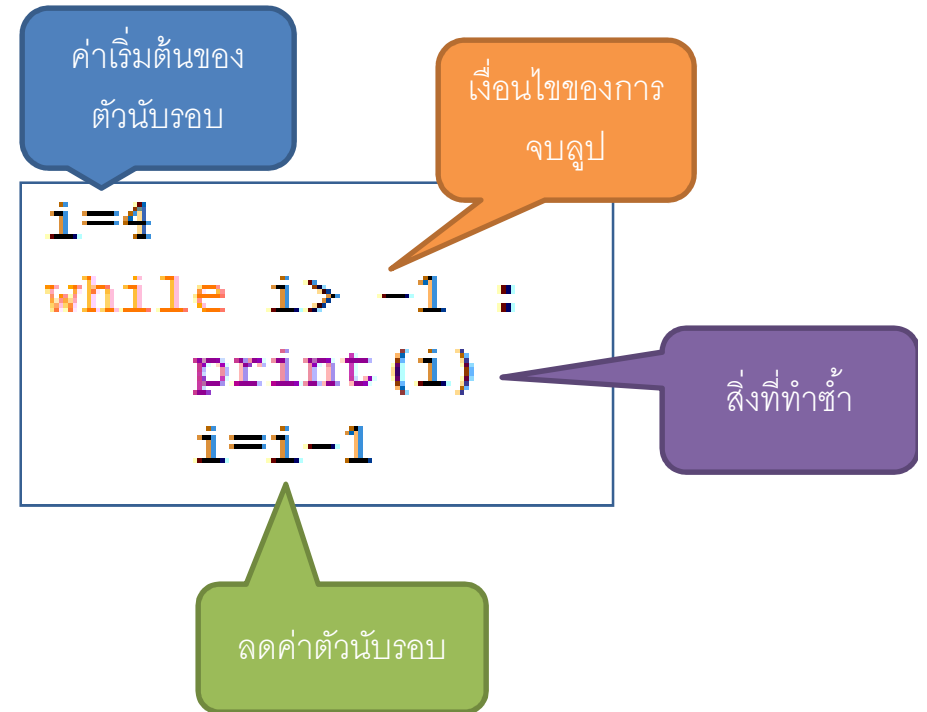 ค่าเริ่มต้นของ
ตัวนับรอบ
เงื่อนไขของการ
จบลูป
i=4
while i> -1 :
    print(i)
    i=i-1
สิ่งที่ทำซ้ำ
ลดค่าตัวนับรอบ